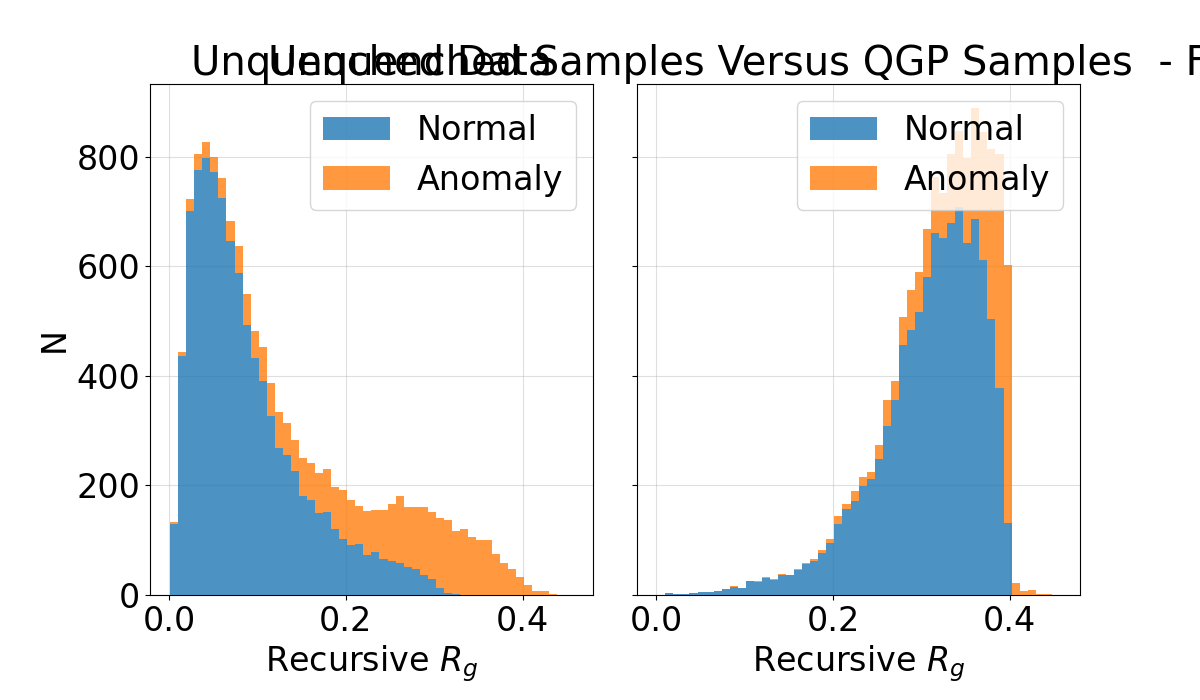 Unquenched Data
Unquenched Samples Versus QGP Samples - F
Normal
Anomaly
Normal
Anomaly
N
800
600
400
200
0
0.0 0.2 0.4
0.0 0.2 0.4
Recursive $R_g$
Recursive $R_g$